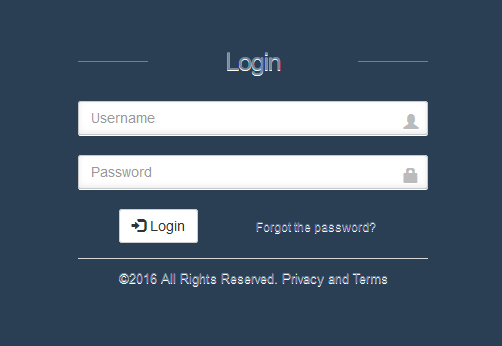 Login
Username
Password
Login
Forgot the password?
©2016 All Rights Reserved. Privacy and Terms